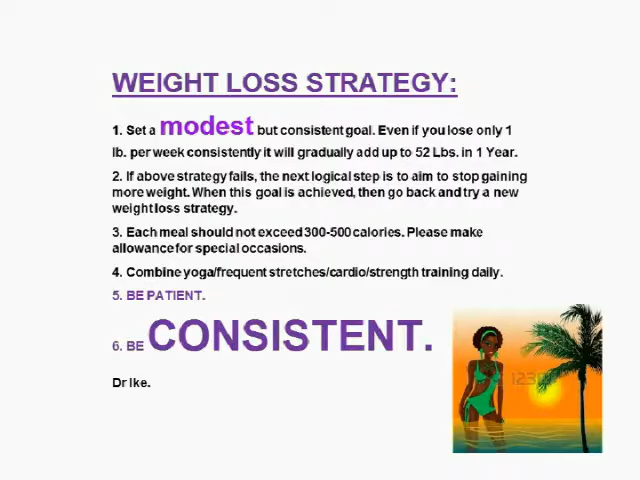 WEIGHT LOSS STRATEGY:
1. Set a modest but consistent goal. Even if you lose only 1
lb. per week consistently it will gradually add up to 52 Lbs. in 1 Year.
2. If above strategy fails, the next logical step is to aim to stop gaining
more weight. When this goal is achieved, then go back and try a new
weight loss strategy.
3. Each meal should not exceed 300-500 calories. Please make
allowance for special occasions.
4. Combine yoga/frequent stretches/cardio/strength training daily.
5. BE PATIENT.
6. BE CONSISTENT.
Dr Ike.